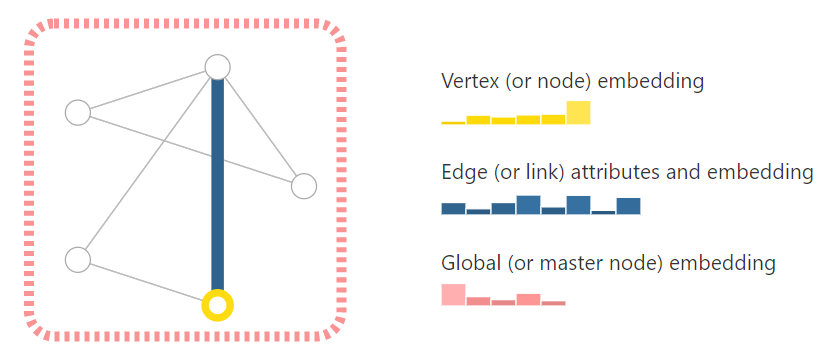 Vertex (or node) embedding
Edge (or link) attributes and embedding
Global (or master node) embedding